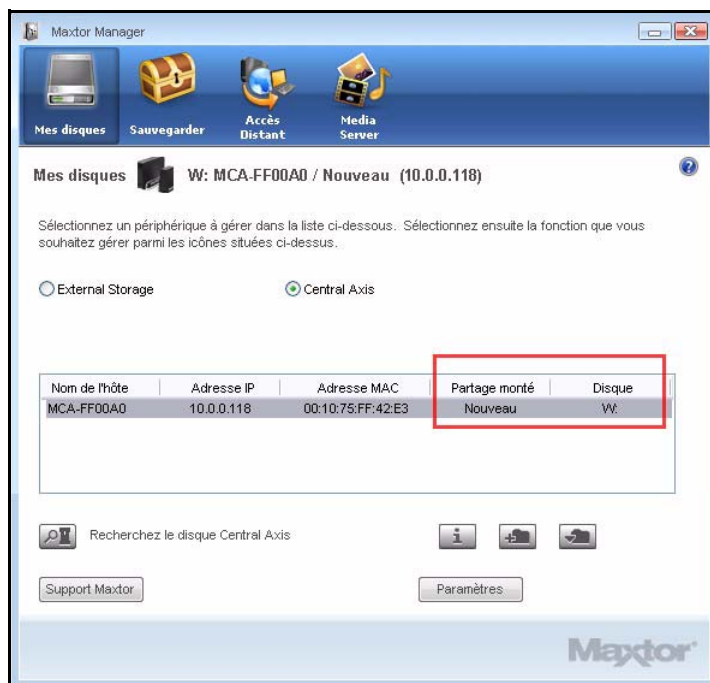 Maxtor Manager
Mes disques
Sauvegarder
Accès
Distant
Media
Server
Mes disques W: MCA-FF00A0 / Nouveau (10.0.0.118)
Sélectionnez un périphérique à gérer dans la liste ci-dessous. Sélectionnez ensuite la fonction que vous
souhaitez gérer parmi les icônes situées ci-dessus.
External Storage Central Axis
Nom de l'hôte Adresse IP Adresse MAC Partage monté Disque
MCA-FF00A0 10.0.0.118 00:10:75:FF:42:E3 Nouveau W:
Recherchez le disque Central Axis
Support Maxtor Paramètres
Maxtor